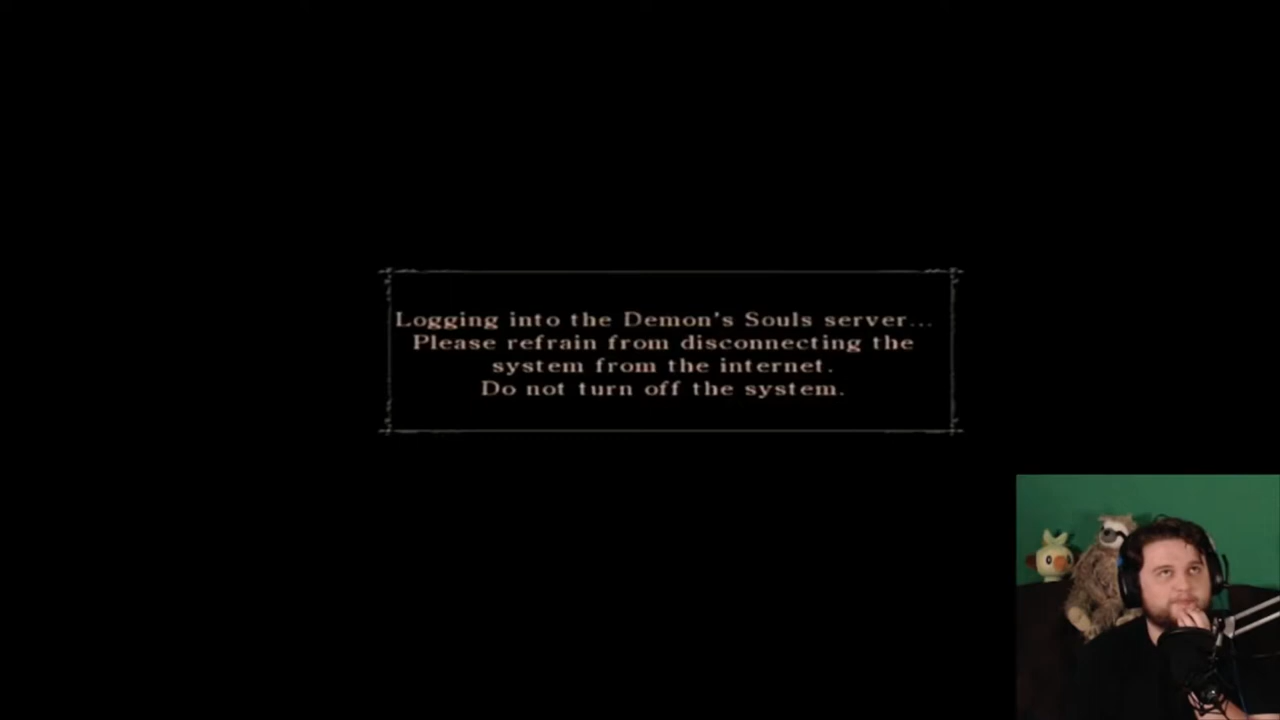 Logging into the Demon's Souls server...
Please refrain from disconnecting the
system from the internet.
Do not turn off the system.